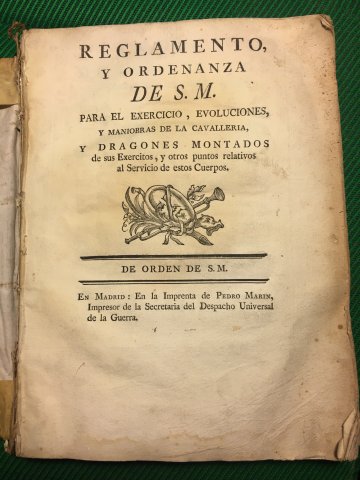 REGLAMENTO,
Y ORDENANZA
DE S. M.
PARA EL EXERCICIO, EVOLUCIONES,
Y MANIOBRAS DE LA CAVALLERIA,
Y DRAGONES MONTADOS
de sus Exercitos, y otros puntos relativos
al Servicio de estos Cuerpos.
DE ORDEN DE S. M.
EN MADRID: En la Imprenta de PEDRO MARIN,
Impresor de la Secretaria del Despacho Universal
de la Guerra.